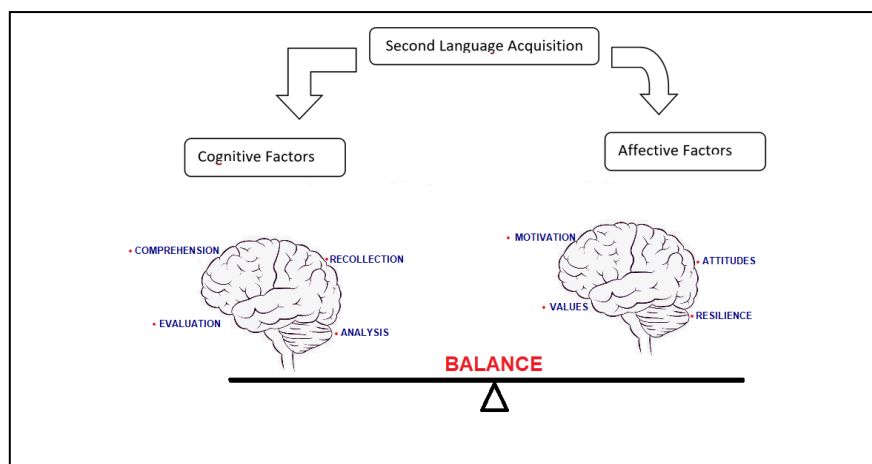 Second Language Acquisition
Cognitive Factors
Affective Factors
• COMPREHENSION
• RECOLLECTION
• EVALUATION
• ANALYSIS
• MOTIVATION
• ATTITUDES
• VALUES
• RESILIENCE
BALANCE